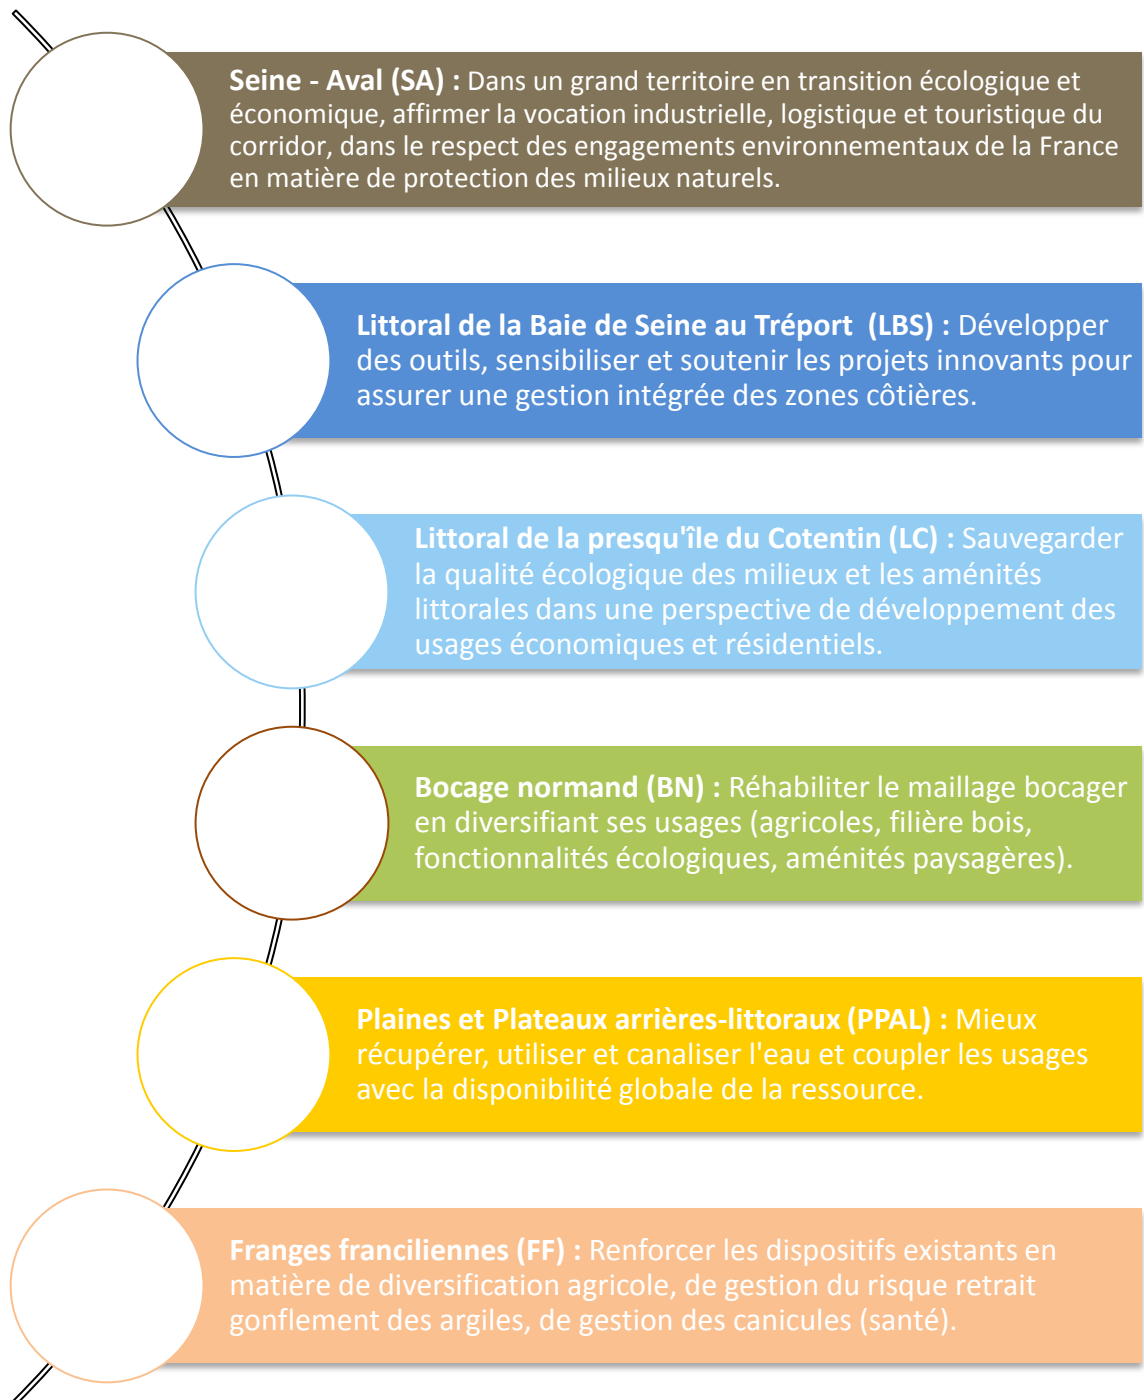 Seine - Aval (SA) : Dans un grand territoire en transition écologique et
économique, affirmer la vocation industrielle, logistique et touristique du
corridor, dans le respect des engagements environnementaux de la France
en matière de protection des milieux naturels.
Littoral de la Baie de Seine au Tréport  (LBS) : Développer
des outils, sensibiliser et soutenir les projets innovants pour
assurer une gestion intégrée des zones côtières.
Littoral de la presqu'île du Cotentin (LC) : Sauvegarder
la qualité écologique des milieux et les aménités
littorales dans une perspective de développement des
usages économiques et résidentiels.
Bocage normand (BN) : Réhabiliter le maillage bocager
en diversifiant ses usages (agricoles, filière bois,
fonctionnalités écologiques, aménités paysagères).
Plaines et Plateaux arrières-littoraux (PPAL) : Mieux
récupérer, utiliser et canaliser l'eau et coupler les usages
avec la disponibilité globale de la ressource.
Franges franciliennes (FF) : Renforcer les dispositifs existants en
matière de diversification agricole, de gestion du risque retrait
gonflement des argiles, de gestion des canicules (santé).